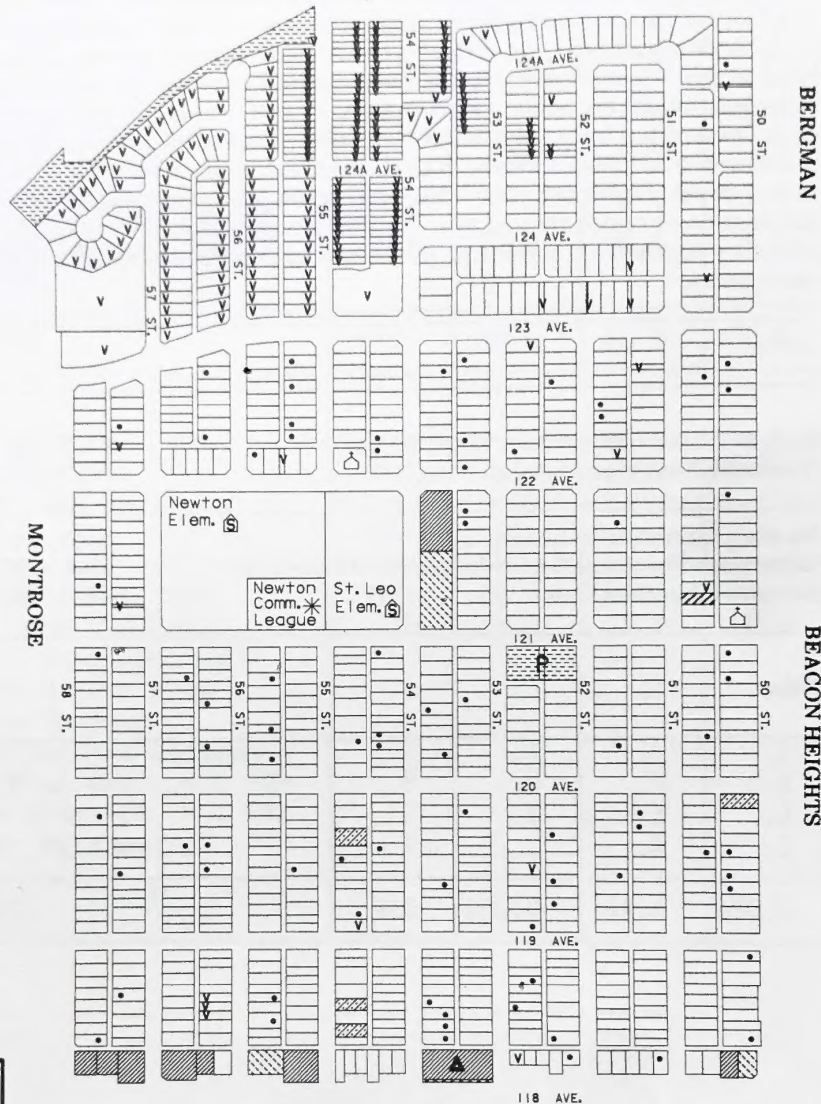 54 ST.
124A AVE.
53 ST.
52 ST.
51 ST.
50 ST.
BERGMAN
124A AVE.
54 ST.
55 ST.
56 ST.
57 ST.
124 AVE.
123 AVE.
122 AVE.
Newton
Elem. S
Newton
Comm.
League
St. Leo
Elem. S
MONTROSE
121 AVE.
P
58 ST.
57 ST.
56 ST.
55 ST.
54 ST.
53 ST.
52 ST.
51 ST.
50 ST.
BEACON HEIGHTS
120 AVE.
119 AVE.
118 AVE.